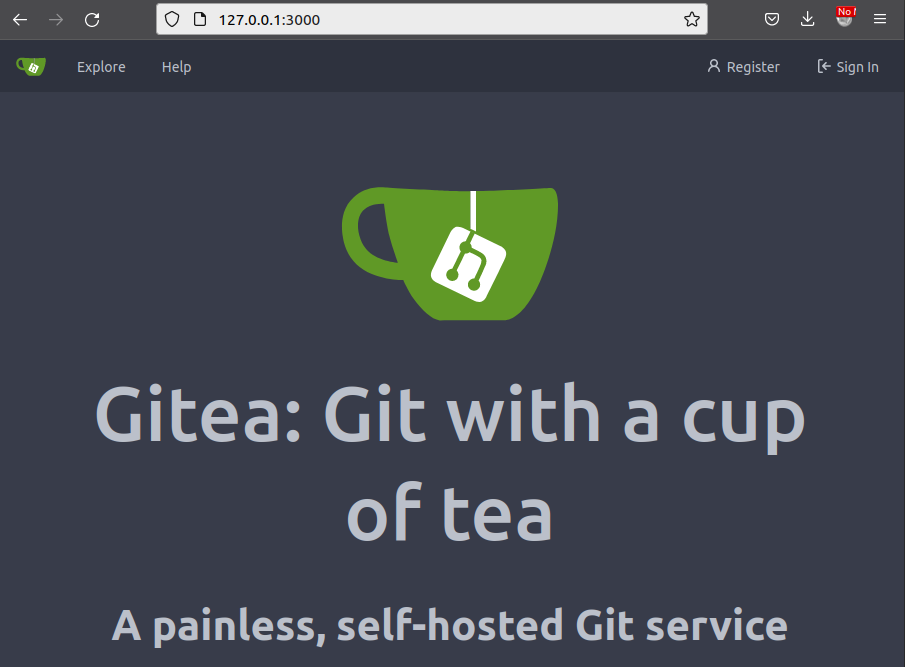 127.0.0.1:3000
No
Explore Help Register Sign In
Gitea: Git with a cup
of tea
A painless, self-hosted Git service